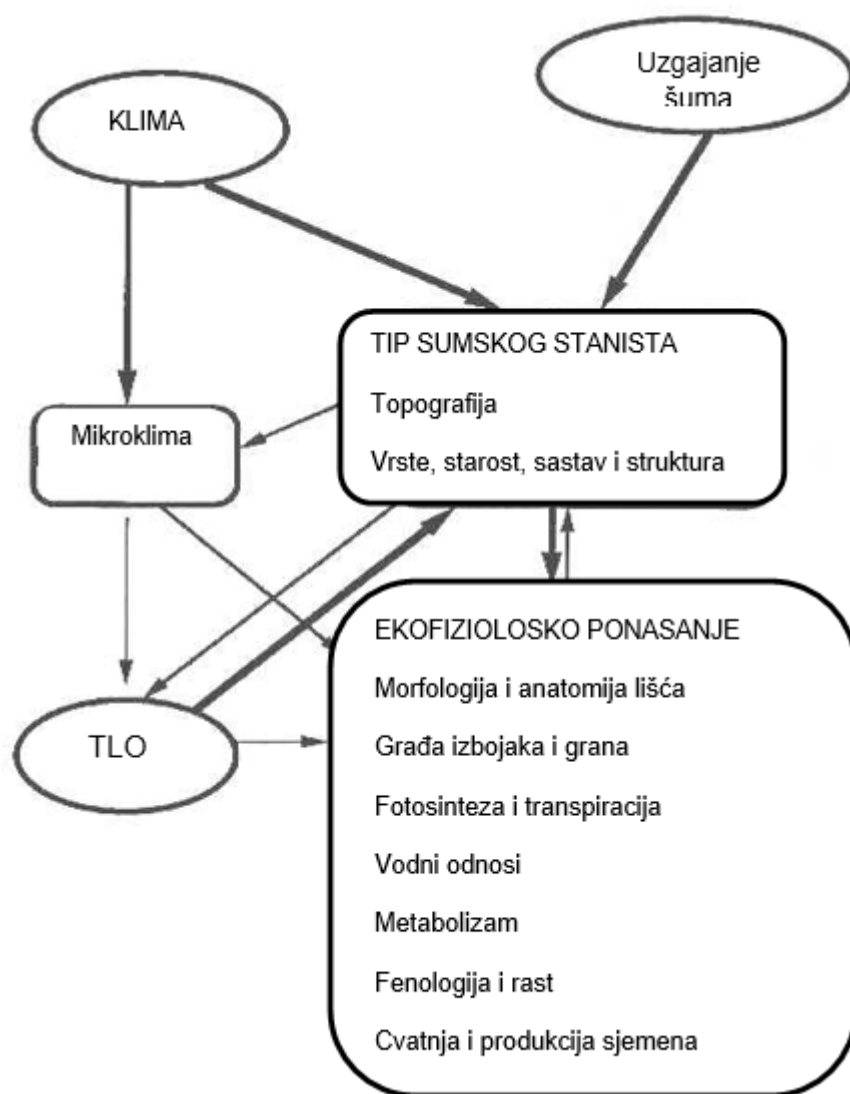 KLIMA
Uzgajanje
šuma
TIP SUMSKOG STANISTA
Topografija
Vrste, starost, sastav i struktura
Mikroklima
TLO
EKOFIZIOLOSKO PONASANJE
Morfologija i anatomija lišća
Građa izbojaka i grana
Fotosinteza i transpiracija
Vodni odnosi
Metabolizam
Fenologija i rast
Cvatnja i produkcija sjemena